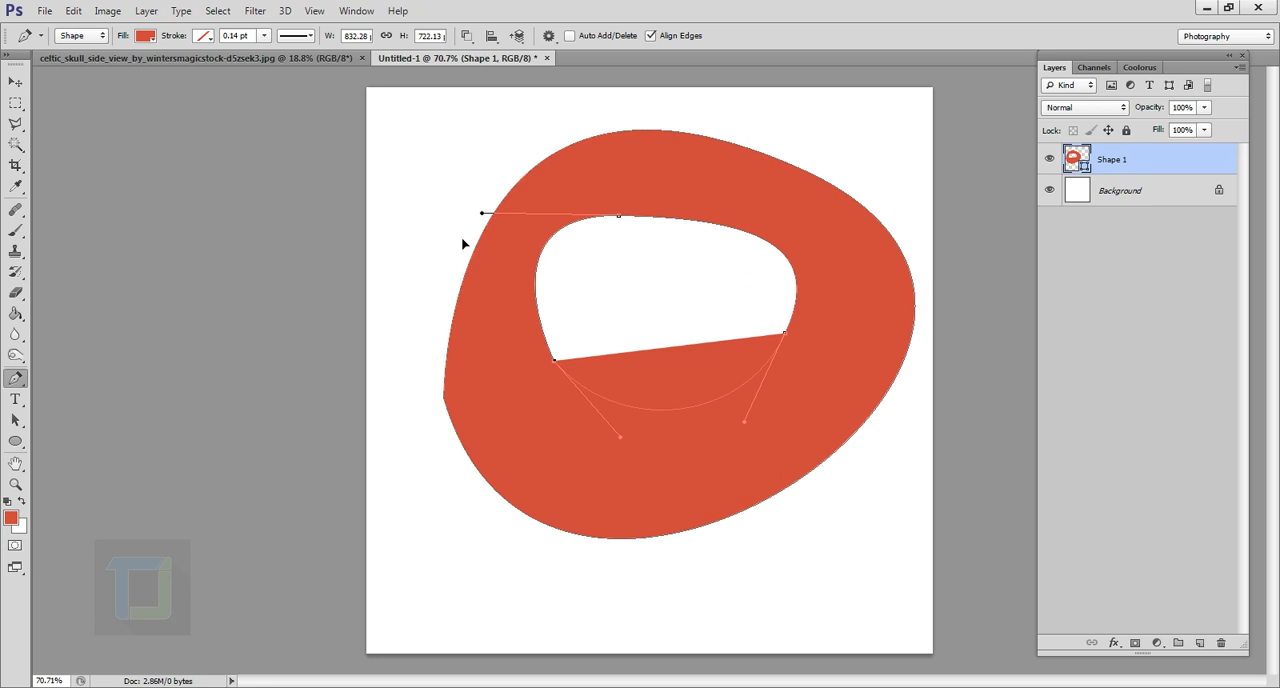 Ps File Edit Image Layer Type Select Filter 3D View Window Help
Shape Fill: Stroke: 0.14 pt W: 832.28 H: 722.13 Auto Add/Delete Align Edges Photography
celtic_skull_side_view_by_wintersmagicstock-d5zsek3.jpg @ 18.8% (RGB/8*) × Untitled-1 @ 70.7% (Shape 1, RGB/8) * ×
Layers Channels Colorus
Kind
Normal Opacity: 100%
Lock: Fill: 100%
Shape 1
Background
T
fx
70.71% Doc: 2.86M/0 bytes